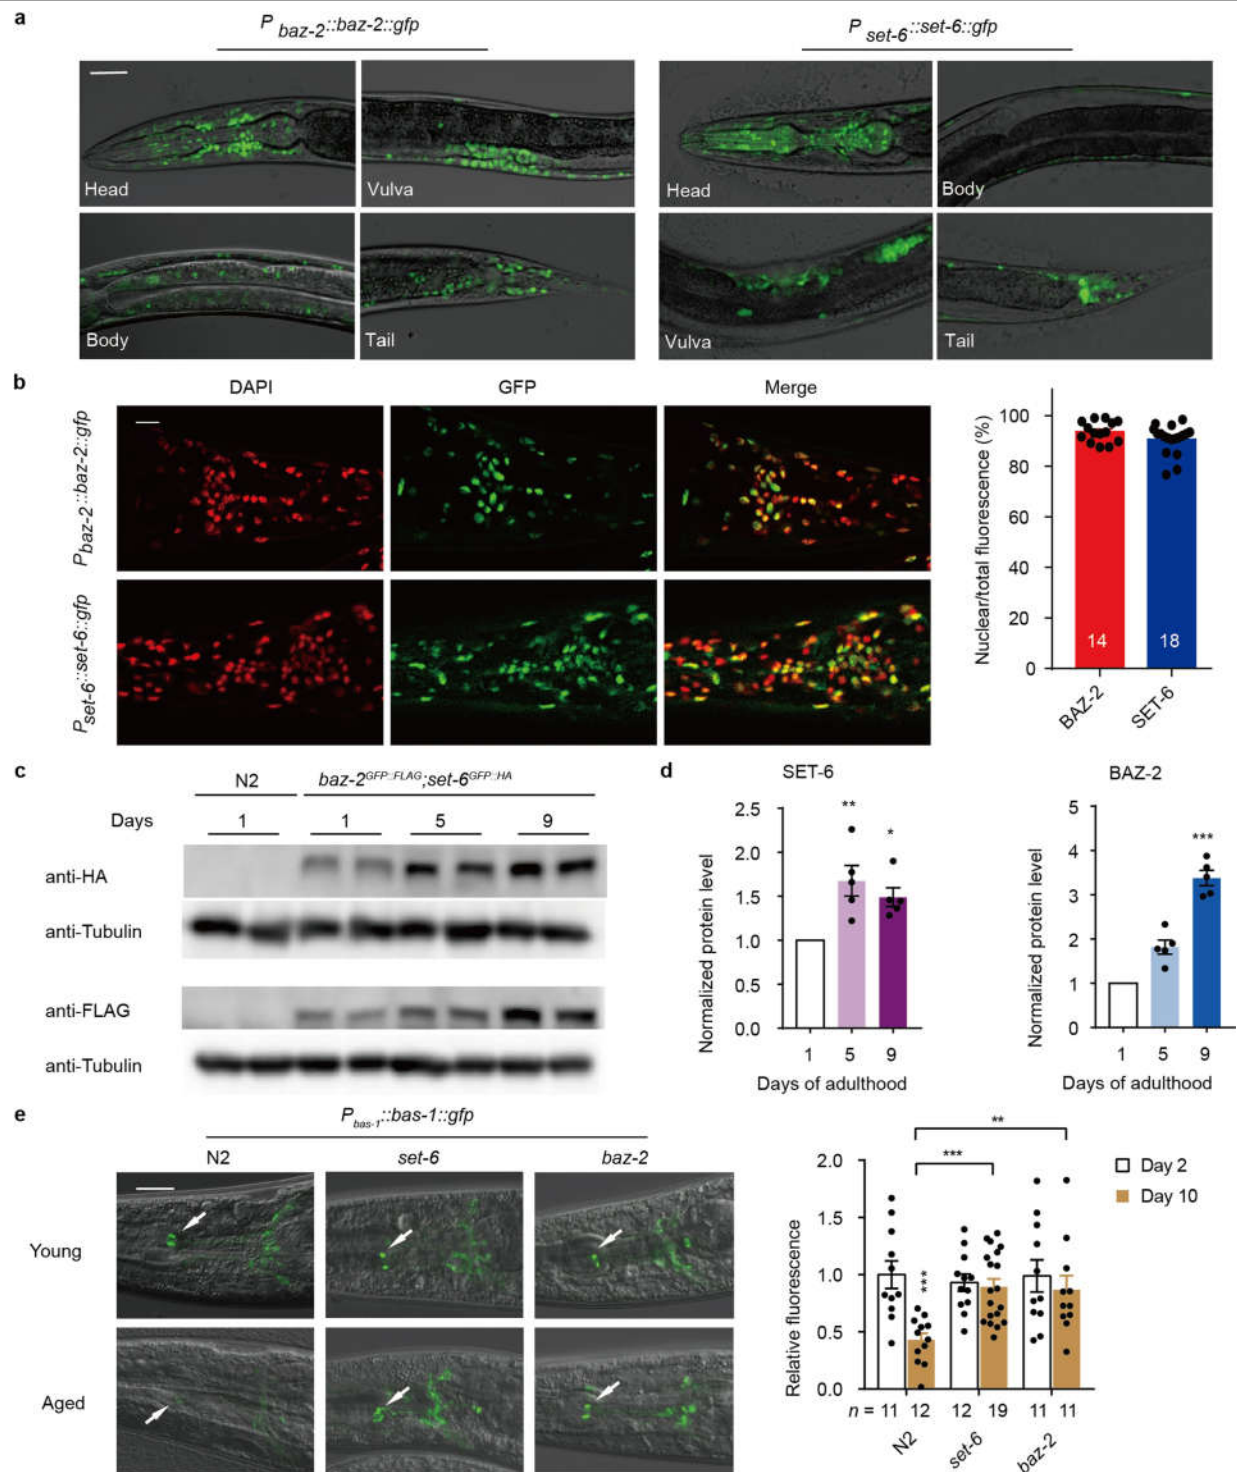 a
P baz-2::baz-2::gfp
P set-6::set-6::gfp
Head
Vulva
Head
Body
Body
Tail
Vulva
Tail
b
DAPI
GFP
Merge
Pbaz-2::baz-2::gfp
Pset-6::set-6::gfp
Nuclear/total fluorescence (%)
100
80
60
40
20
0
14
18
BAZ-2
SET-6
c
N2
baz-2GFP::FLAG;set-6GFP::HA
Days
1
1
5
9
anti-HA
anti-Tubulin
anti-FLAG
anti-Tubulin
d
SET-6
Normalized protein level
2.5
2.0
1.5
1.0
0.5
0.0
**
*
1 5 9
Days of adulthood
BAZ-2
Normalized protein level
5
4
3
2
1
0
***
1 5 9
Days of adulthood
e
Pbas-1::bas-1::gfp
N2
set-6
baz-2
Young
Aged
Relative fluorescence
2.0
1.5
1.0
0.5
0.0
**
***
***
Day 2
Day 10
n = 11 12 12 19 11 11
N2
set-6
baz-2